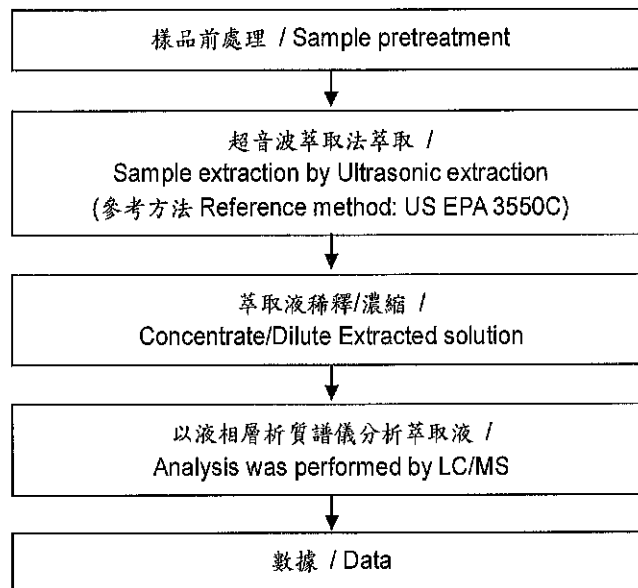 樣品前處理 / Sample pretreatment
超音波萃取法萃取 /
Sample extraction by Ultrasonic extraction
(參考方法 Reference method: US EPA 3550C)
萃取液稀釋/濃縮 /
Concentrate/Dilute Extracted solution
以液相層析質譜儀分析萃取液 /
Analysis was performed by LC/MS
數據 / Data